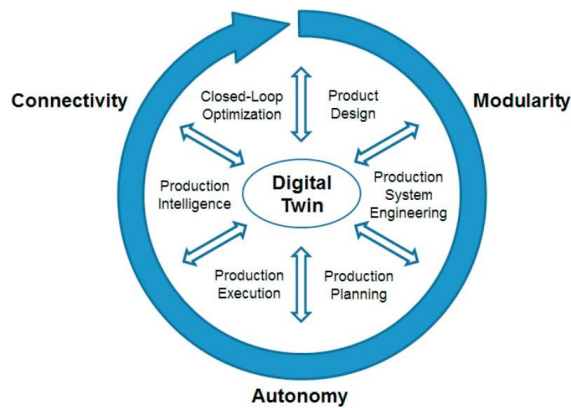 Connectivity
Modularity
Closed-Loop
Optimization
Product
Design
Production
Intelligence
Digital
Twin
Production
System
Engineering
Production
Execution
Production
Planning
Autonomy